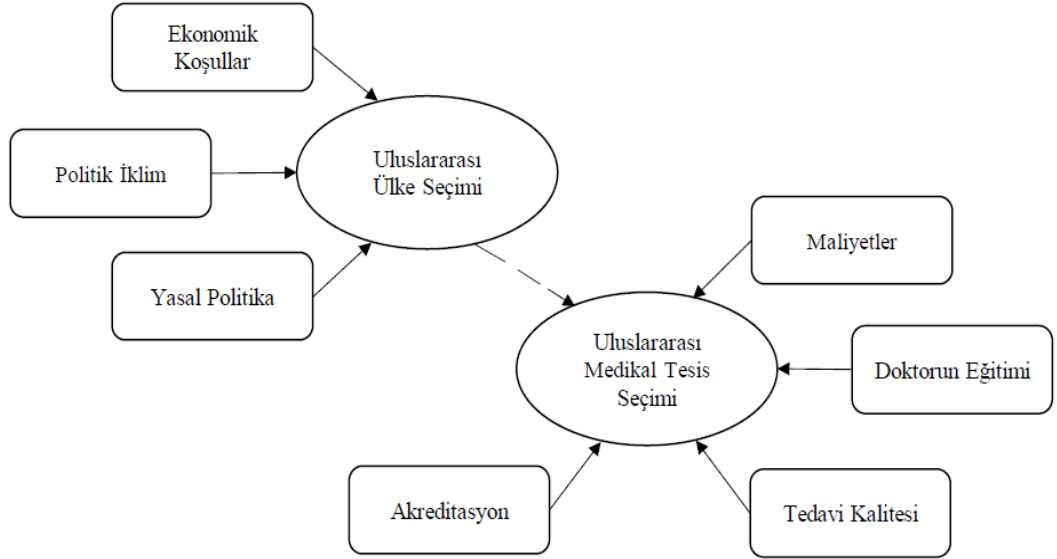 Ekonomik
Koşullar
Uluslararası
Ülke Seçimi
Politik İklim
Maliyetler
Yasal Politika
Uluslararası
Medikal Tesis
Seçimi
Doktorun Eğitimi
Akreditasyon
Tedavi Kalitesi